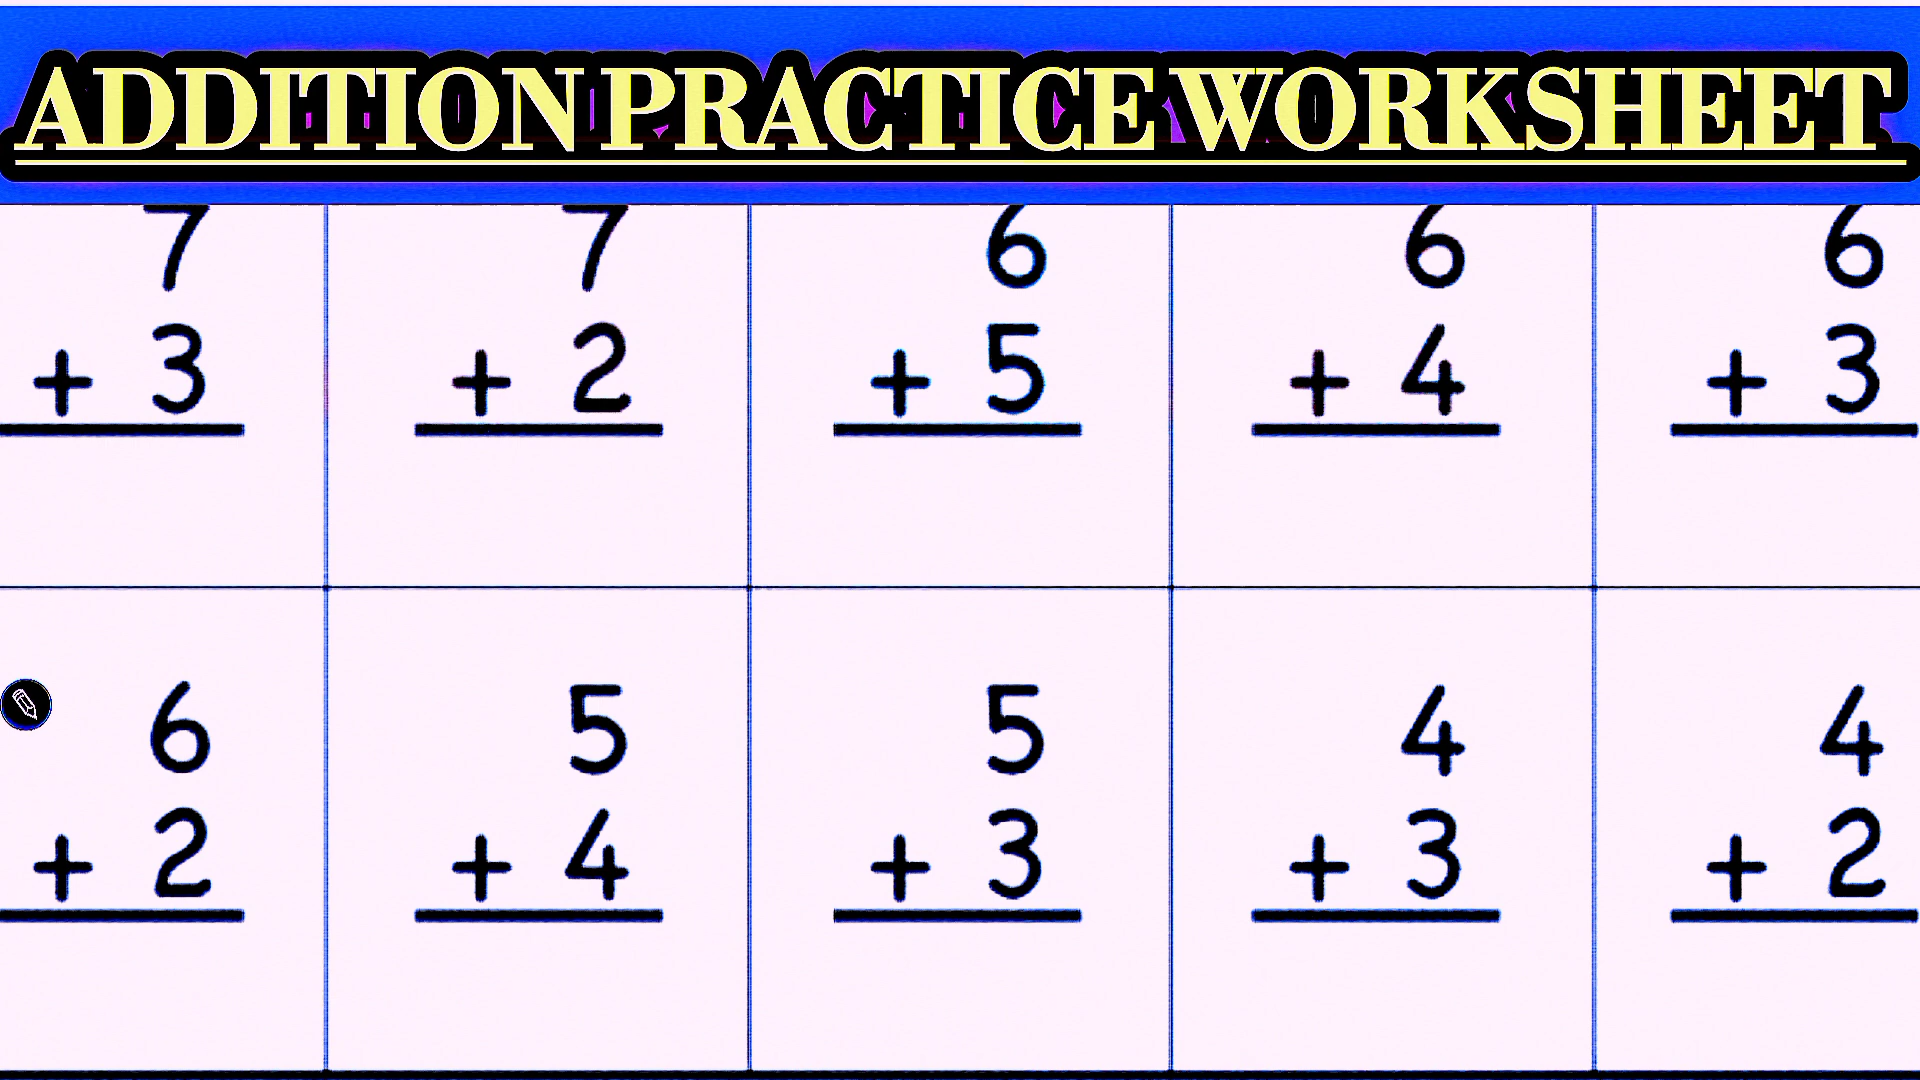 ADDITION PRACTICE WORKSHEET
7 7 6 6 6
+ 3 + 2 + 5 + 4 + 3
6 5 5 4 4
+ 2 + 4 + 3 + 3 + 2